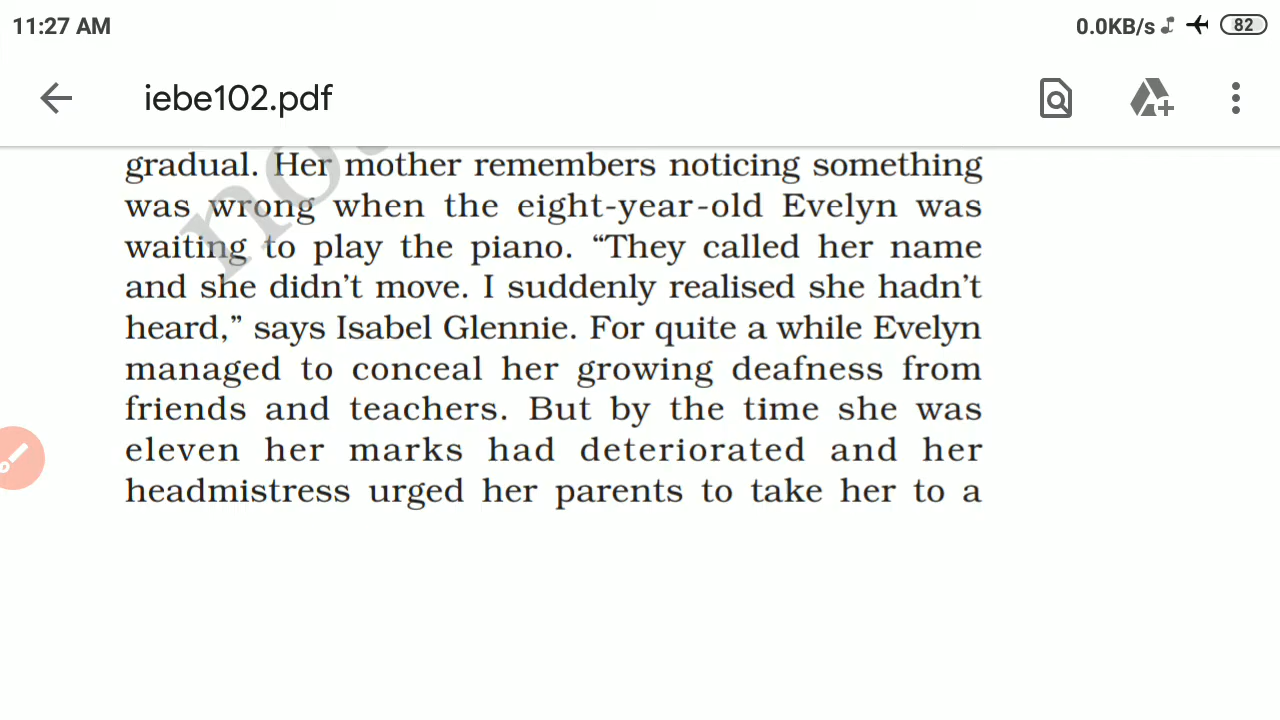 11:27 AM
0.0KB/s 82
iebe102.pdf
gradual. Her mother remembers noticing something
was wrong when the eight-year-old Evelyn was
waiting to play the piano. “They called her name
and she didn’t move. I suddenly realised she hadn’t
heard,” says Isabel Glennie. For quite a while Evelyn
managed to conceal her growing deafness from
friends and teachers. But by the time she was
eleven her marks had deteriorated and her
headmistress urged her parents to take her to a